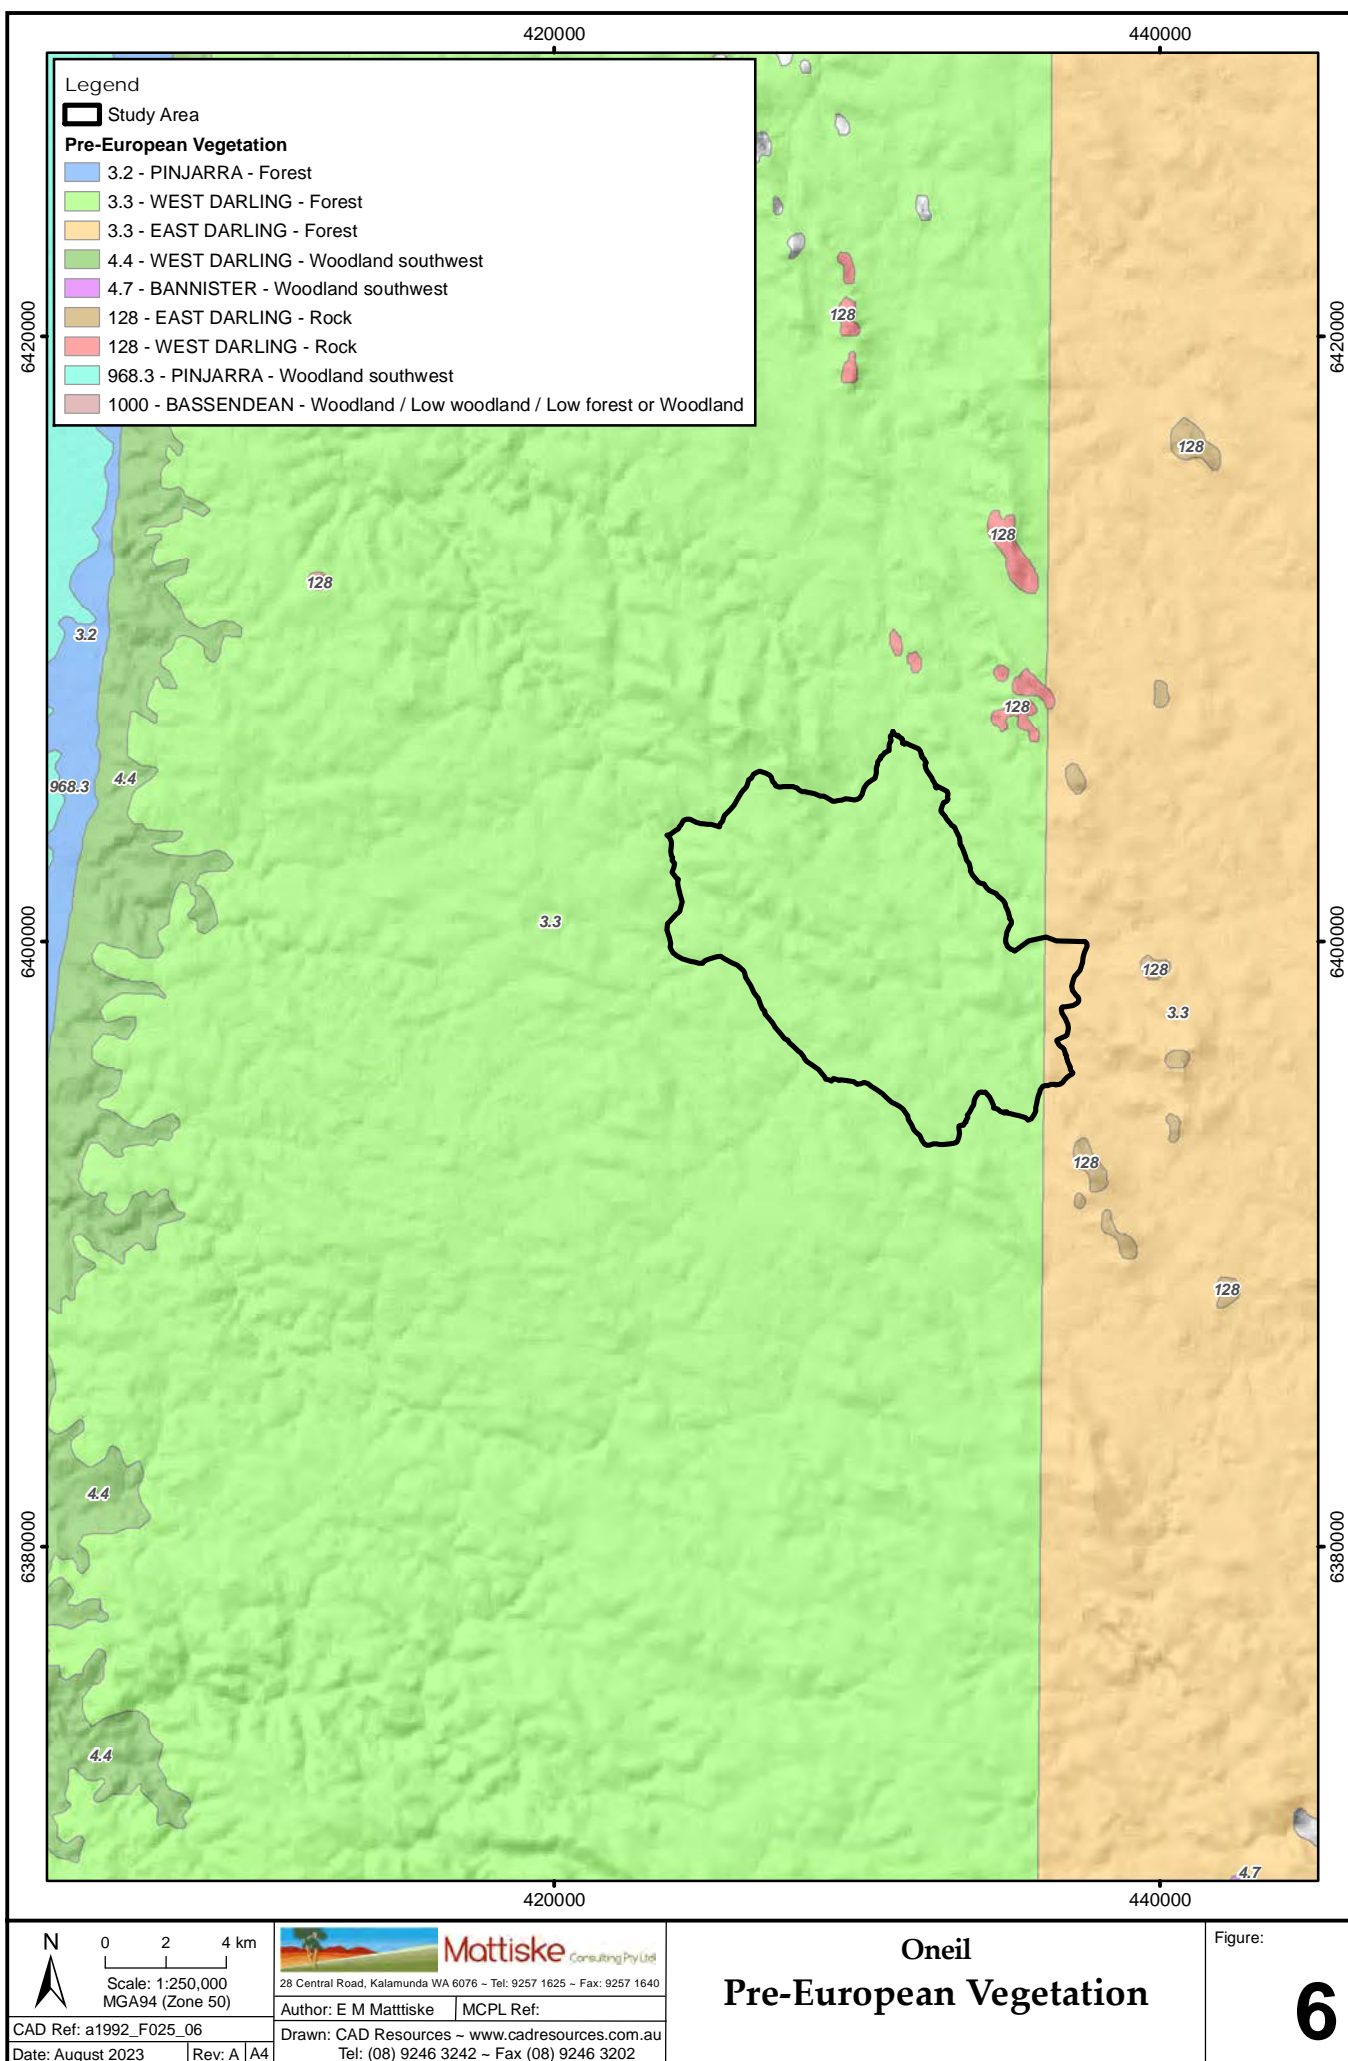 420000
440000
Legend
Study Area
Pre-European Vegetation
3.2 - PINJARRA - Forest
3.3 - WEST DARLING - Forest
3.3 - EAST DARLING - Forest
4.4 - WEST DARLING - Woodland southwest
4.7 - BANNISTER - Woodland southwest
128 - EAST DARLING - Rock
128 - WEST DARLING - Rock
968.3 - PINJARRA - Woodland southwest
1000 - BASSENDEAN - Woodland / Low woodland / Low forest or Woodland
128
6420000
6420000
128
128
128
3.2
128
4.4
968.3
3.3
6400000
6400000
128
3.3
128
128
4.4
6380000
6380000
4.4
4.7
420000
440000
N
0 2 4 km
Scale: 1:250,000
MGA94 (Zone 50)
CAD Ref: a1992_F025_06
Date: August 2023
Rev: A
A4
Mattiske Consulting Pty Ltd
28 Central Road, Kalamunda WA 6076 ~ Tel: 9257 1625 ~ Fax: 9257 1640
Author: E M Matttiske
MCPL Ref:
Drawn: CAD Resources ~ www.cadresources.com.au
Tel: (08) 9246 3242 ~ Fax (08) 9246 3202
Oneil
Pre-European Vegetation
Figure:
6